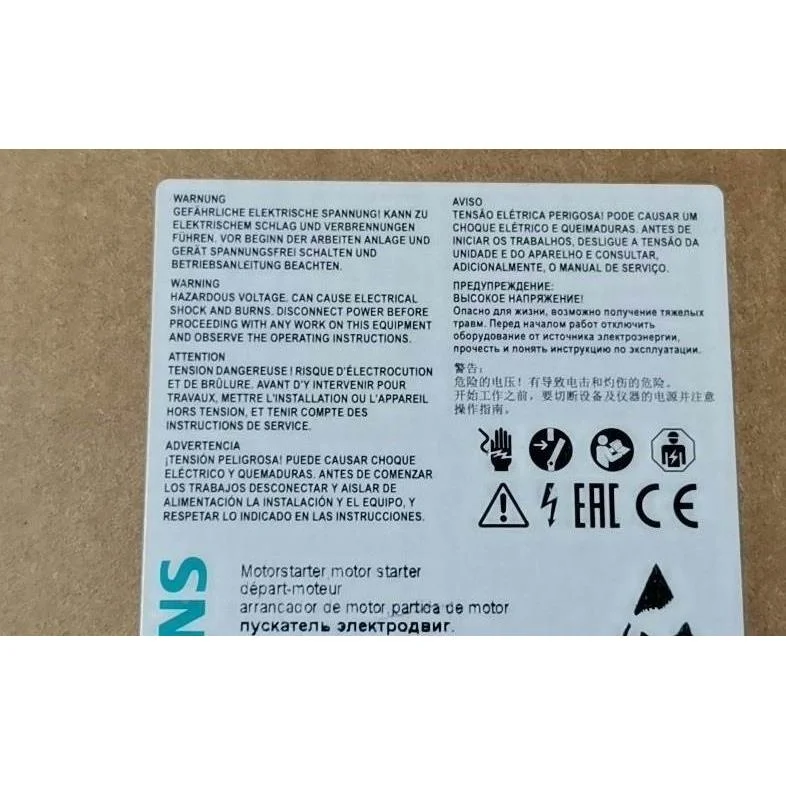 WARNUNG
GEFÄHRLICHE ELEKTRISCHE SPANNUNG! KANN ZU
ELEKTRISCHEM SCHLAG UND VERBRENNUNGEN
FÜHREN. VOR BEGINN DER ARBEITEN ANLAGE UND
GERÄT SPANNUNGSFREI SCHALTEN UND
BETRIEBSANLEITUNG BEACHTEN.
WARNING
HAZARDOUS VOLTAGE. CAN CAUSE ELECTRICAL
SHOCK AND BURNS. DISCONNECT POWER BEFORE
PROCEEDING WITH ANY WORK ON THIS EQUIPMENT
AND OBSERVE THE OPERATING INSTRUCTIONS.
ATTENTION
TENSION DANGEREUSE ! RISQUE D'ÉLECTROCUTION
ET DE BRÛLURE. AVANT D'Y INTERVENIR POUR
TRAVAUX, METTRE L'INSTALLATION OU L'APPAREIL
HORS TENSION, ET TENIR COMPTE DES
INSTRUCTIONS DE SERVICE.
ADVERTENCIA
¡TENSIÓN PELIGROSA! PUEDE CAUSAR CHOQUE
ELÉCTRICO Y QUEMADURAS. ANTES DE COMENZAR
LOS TRABAJOS DESCONECTAR Y AISLAR DE
ALIMENTACIÓN LA INSTALACIÓN Y EL EQUIPO, Y
RESPETAR LO INDICADO EN LAS INSTRUCCIONES.
AVISO
TENSÃO ELÉTRICA PERIGOSA! PODE CAUSAR UM
CHOQUE ELÉTRICO E QUEIMADURAS. ANTES DE
INICIAR OS TRABALHOS, DESLIGUE A TENSÃO DA
UNIDADE E DO APARELHO E CONSULTAR,
ADICIONALMENTE, O MANUAL DE SERVIÇO.
ПРЕДУПРЕЖДЕНИЕ:
ВЫСОКОЕ НАПРЯЖЕНИЕ!
Опасно для жизни, возможно получение тяжелых
травм. Перед началом работ отключить
оборудование от источника электроэнергии,
прочесть и понять инструкцию по эксплуатации.
警告:
危险的电压! 有导致电击和灼伤的危险。
开始工作之前, 要切断设备及仪器的电源并注意
操作指南。
EAC CE
NS
Motorstarter,motor starter
départ-moteur
arrancador de motor,partida de motor
пускатель электродвиг.